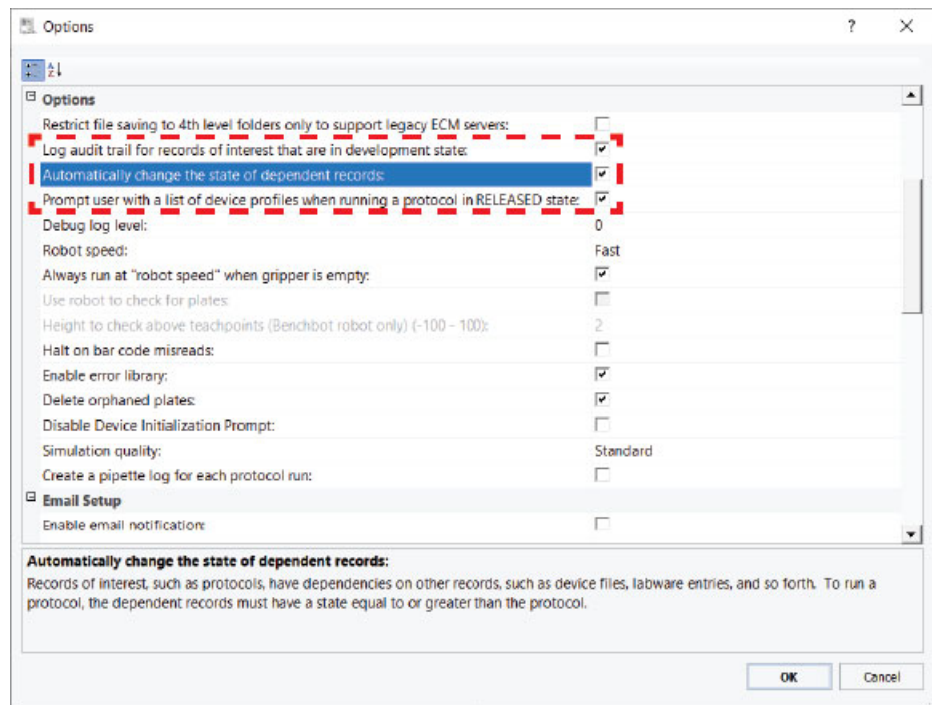 Options
?
Options
Restrict file saving to 4th level folders only to support legacy ECM servers:
Log audit trail for records of interest that are in development state:
Automatically change the state of dependent records:
Prompt user with a list of device profiles when running a protocol in RELEASED state:
Debug log level: 0
Robot speed: Fast
Always run at "robot speed" when gripper is empty:
Use robot to check for plates:
Height to check above teachpoints (Benchbot robot only) (-100 - 100): 2
Halt on bar code misreads:
Enable error library:
Delete orphaned plates:
Disable Device Initialization Prompt:
Simulation quality: Standard
Create a pipette log for each protocol run:
Email Setup
Enable email notification:
Automatically change the state of dependent records:
Records of interest, such as protocols, have dependencies on other records, such as device files, labware entries, and so forth. To run a
protocol, the dependent records must have a state equal to or greater than the protocol.
OK Cancel